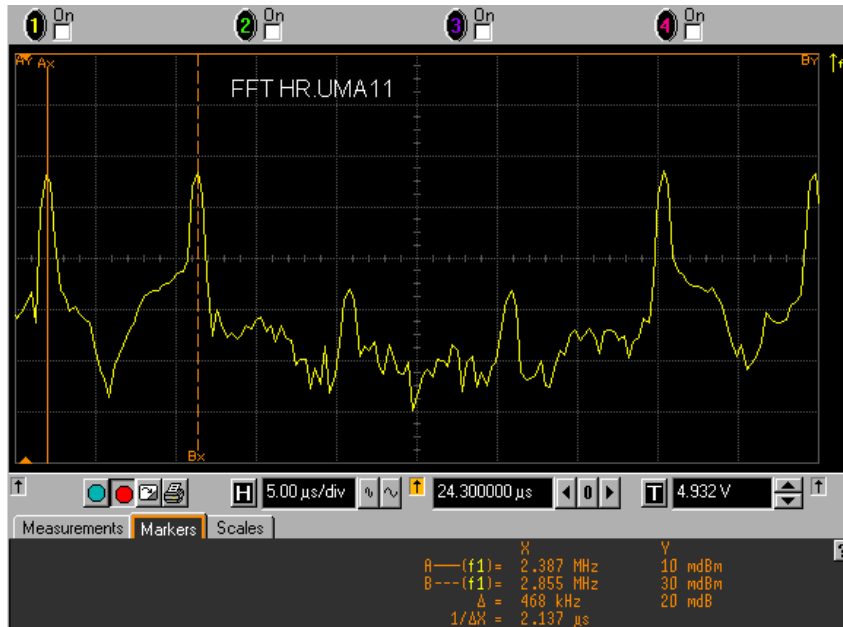 1 On 2 On 3 On 4 On
Ay Ax By f
FFT HR.UMA11
Bx
H 5.00 µs/div 24.300000 µs 0 T 4.932 V
Measurements Markers Scales
X Y ?
A——(f1)= 2.387 MHz 10 mdBm
B---(f1)= 2.855 MHz 30 mdBm
Δ = 468 kHz 20 mdB
1/ΔX = 2.137 µs